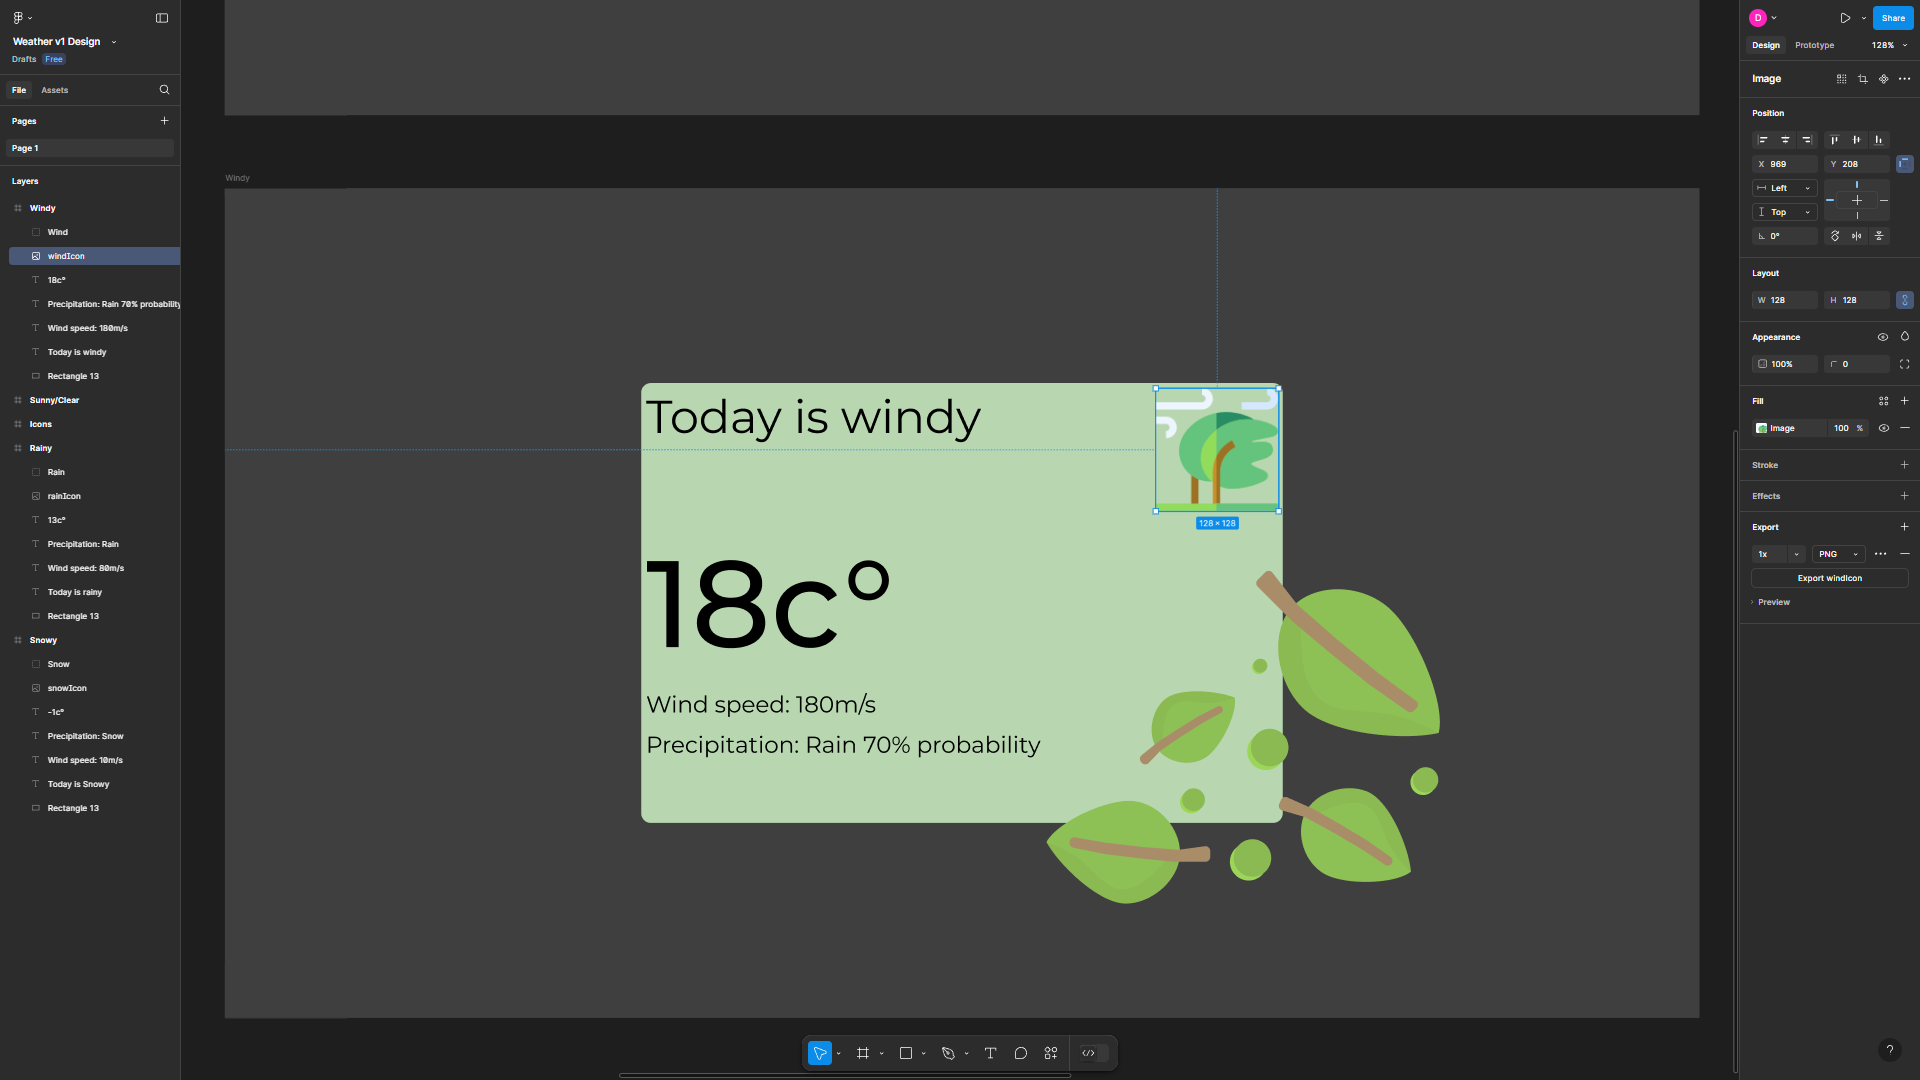 Weather v1 Design
Drafts Free
File Assets
Pages
Page 1
Layers
Windy
Wind
windIcon
18c°
Precipitation: Rain 70% probability
Wind speed: 180m/s
Today is windy
Rectangle 13
Sunny/Clear
Icons
Rainy
Rain
rainIcon
13c°
Precipitation: Rain
Wind speed: 80m/s
Today is rainy
Rectangle 13
Snowy
Snow
snowIcon
-1c°
Precipitation: Snow
Wind speed: 10m/s
Today is Snowy
Rectangle 13
Windy
Today is windy
128 × 128
18c°
Wind speed: 180m/s
Precipitation: Rain 70% probability
D
Share
Design Prototype 128%
Image
Position
X 969 Y 208
Left
Top
0°
Layout
W 128 H 128
Appearance
100% 0
Fill
Image 100 %
Stroke
Effects
Export
1x PNG
Export windIcon
Preview
?